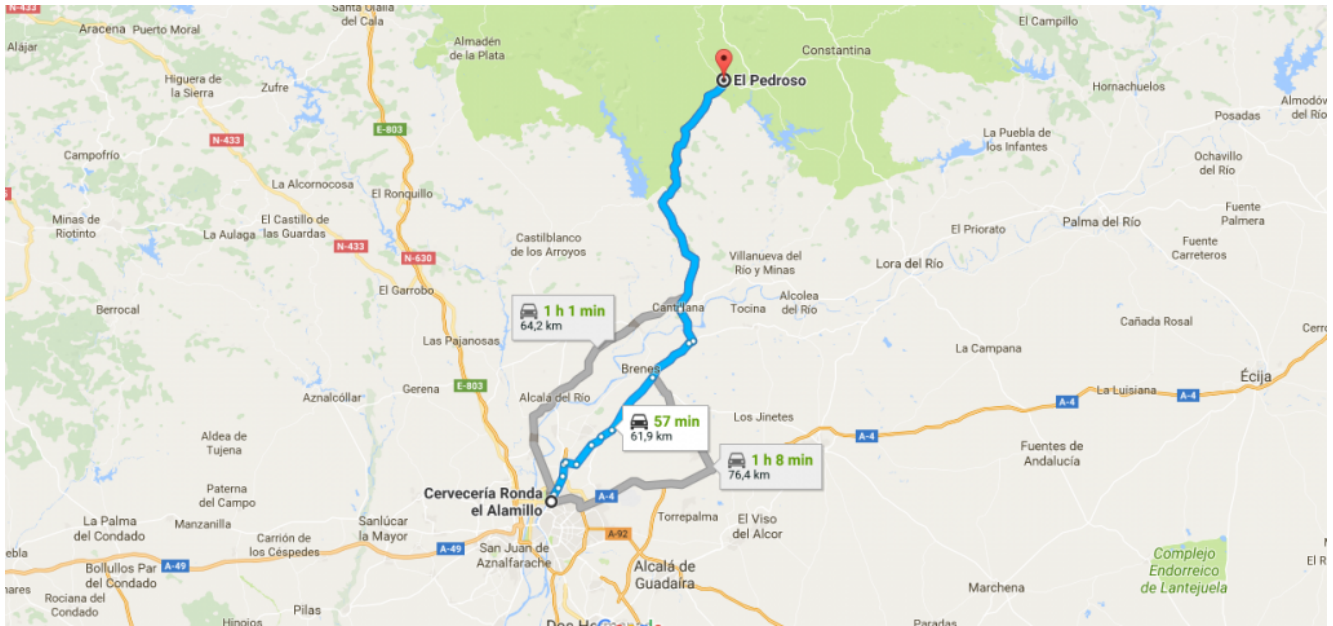 N-433
Santa Olalla
del Cala
Aracena
Puerto Moral
Alájar
Higuera de
la Sierra
Zufre
N-433
E-803
Almadén
de la Plata
El Pedroso
Constantina
El Campillo
Hornachuelos
Almodóv
del Río
Posadas
La Puebla de
los Infantes
Ochavillo
del Río
Campofrío
La Alcornocosa
El Ronquillo
Minas de
Riotinto
El Castillo de
las Guardas
La Aulaga
N-433
N-630
Castilblanco
de los Arroyos
Villanueva del
Río y Minas
El Priorato
Palma del Río
Fuente
Palmera
Fuente
Carreteros
Lora del Río
El Garrobo
Berrocal
1 h 1 min
64,2 km
Cantillana
Tocina
Alcolea
del Río
Cañada Rosal
Cerro
Las Pajanosas
Brenes
La Campana
Écija
E-803
Gerena
Aznalcóllar
Alcalá del Río
La Luisiana
A-4
A-4
57 min
61,9 km
Los Jinetes
A-4
Aldea de
Tujena
Fuentes de
Andalucía
1 h 8 min
76,4 km
Paterna
del Campo
Cervecería Ronda
el Alamillo
A-4
Torrepalma
El Viso
del Alcor
La Palma
del Condado
Manzanilla
Sanlúcar
la Mayor
Carrión de
los Céspedes
A-49
A-92
San Juan de
Aznalfarache
Alcalá de
Guadaíra
Complejo
Endorreico
de Lantejuela
Bollullos Par
del Condado
A-49
Marchena
El R
Rociana del
Condado
Pilas
Hinojos
Paradas